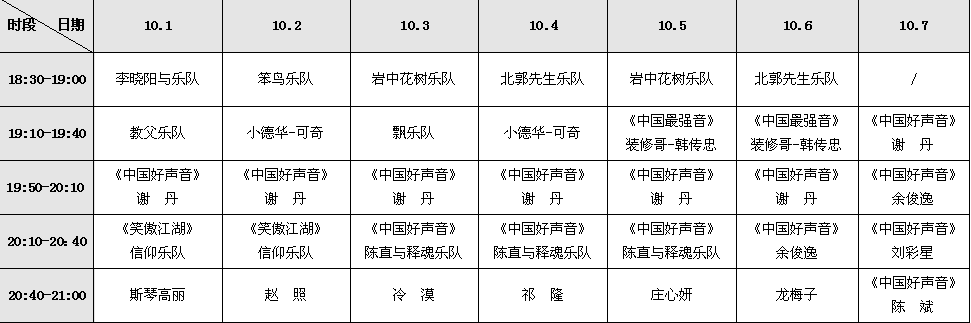 时段 日期 10.1 10.2 10.3 10.4 10.5 10.6 10.7
18:30-19:00 李晓阳与乐队 笨鸟乐队 岩中花树乐队 北郭先生乐队 岩中花树乐队 北郭先生乐队 /
19:10-19:40 教父乐队 小德华-可奇 飘乐队 小德华-可奇 《中国最强音》 《中国最强音》 《中国好声音》
装修哥-韩传忠 装修哥-韩传忠 谢 丹
19:50-20:10 《中国好声音》 《中国好声音》 《中国好声音》 《中国好声音》 《中国好声音》 《中国好声音》 《中国好声音》
谢 丹 谢 丹 谢 丹 谢 丹 谢 丹 谢 丹 余俊逸
20:10-20:40 《笑傲江湖》 《笑傲江湖》 《中国好声音》 《中国好声音》 《中国好声音》 《中国好声音》 《中国好声音》
信仰乐队 信仰乐队 陈直与释魂乐队 陈直与释魂乐队 陈直与释魂乐队 余俊逸 刘彩星
20:40-21:00 斯琴高丽 赵 照 冷 漠 祁 隆 庄心妍 龙梅子 《中国好声音》
陈 斌